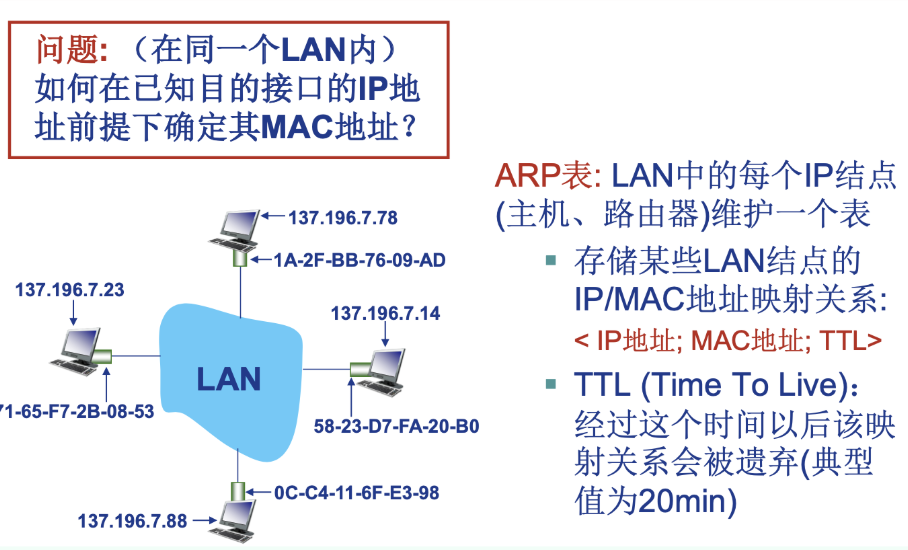 问题: （在同一个LAN内）
如何在已知目的接口的IP地
址前提下确定其MAC地址？
ARP表: LAN中的每个IP结点
(主机、路由器)维护一个表
存储某些LAN结点的
IP/MAC地址映射关系:
< IP地址; MAC地址; TTL>
TTL (Time To Live)：
经过这个时间以后该映
射关系会被遗弃(典型
值为20min)
137.196.7.78
1A-2F-BB-76-09-AD
137.196.7.23
137.196.7.14
LAN
71-65-F7-2B-08-53
58-23-D7-FA-20-B0
0C-C4-11-6F-E3-98
137.196.7.88